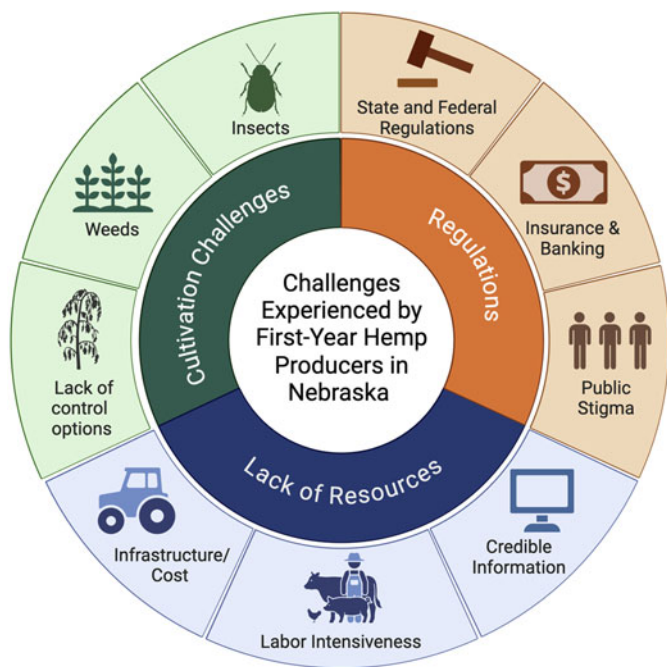 Challenges
Experienced by
First-Year Hemp
Producers in
Nebraska
Regulations
State and Federal
Regulations
$
Insurance &
Banking
Public
Stigma
Lack of Resources
Credible
Information
Labor Intensiveness
Infrastructure/
Cost
Cultivation Challenges
Lack of
control
options
Weeds
Insects